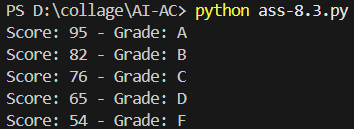 PS D:\collage\AI-AC> python ass-8.3.py
Score: 95 - Grade: A
Score: 82 - Grade: B
Score: 76 - Grade: C
Score: 65 - Grade: D
Score: 54 - Grade: F